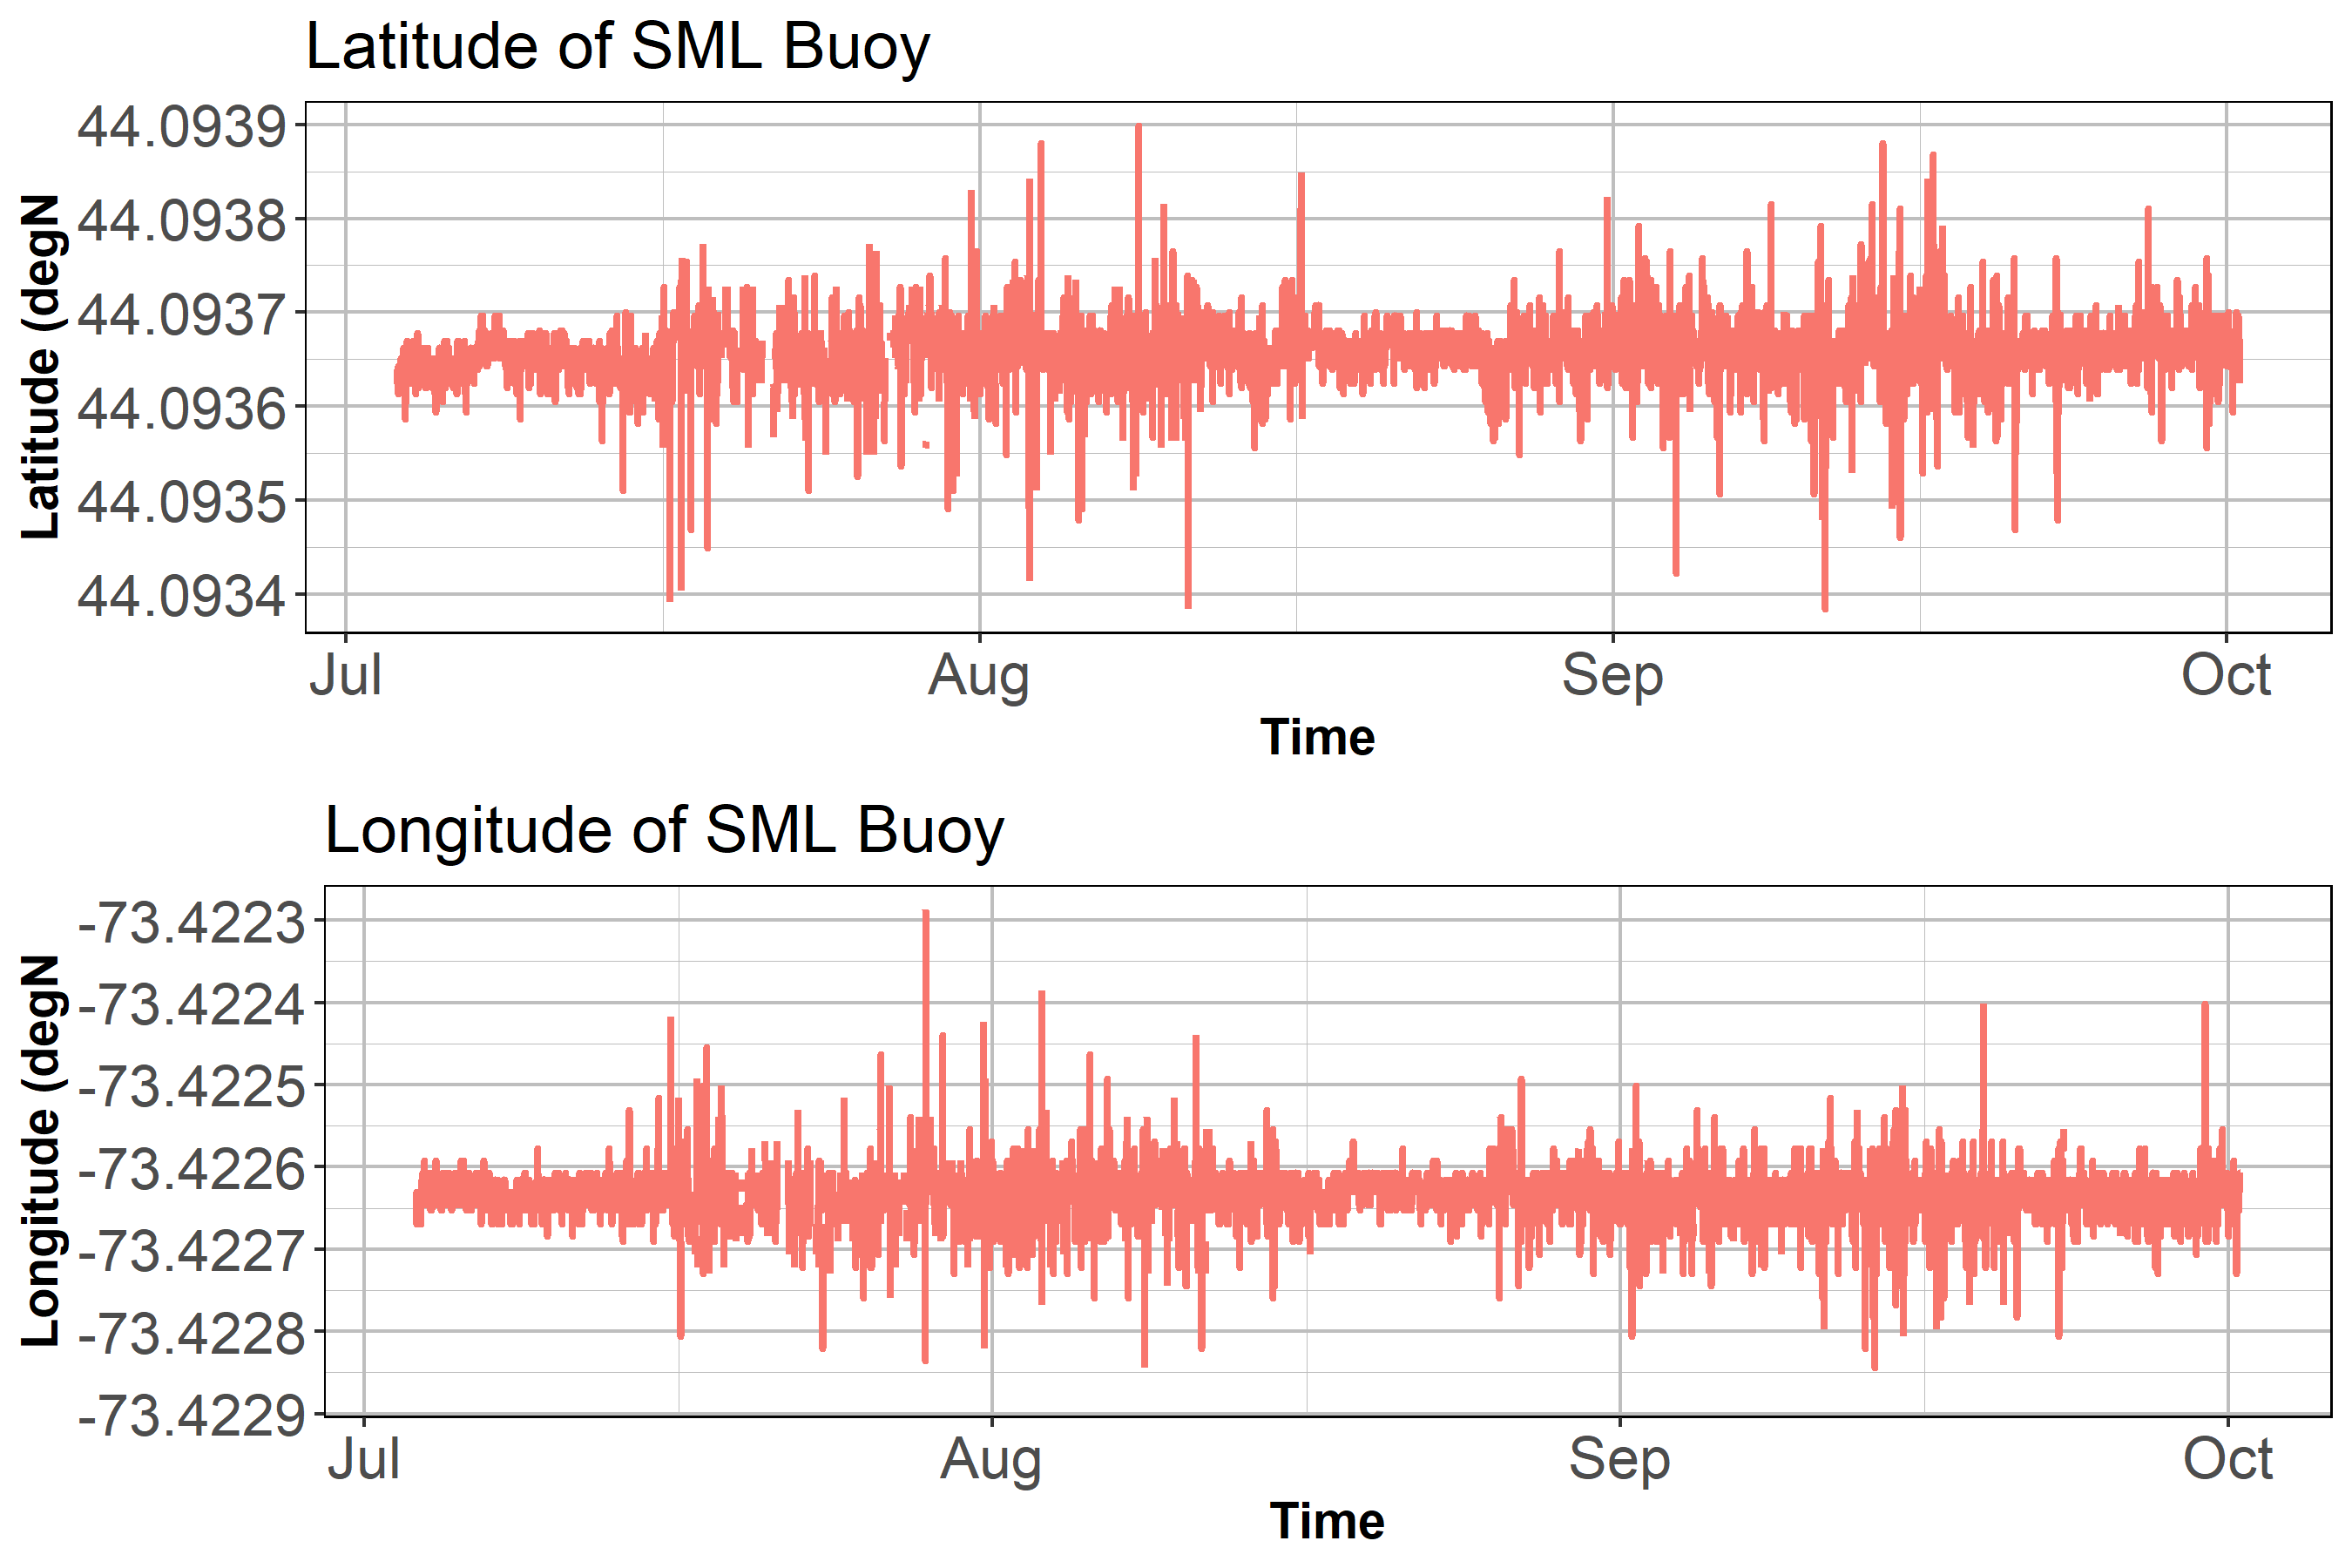 Latitude of SML Buoy
44.0939
44.0938
44.0937
44.0936
44.0935
44.0934
Latitude (degN
Jul Aug Sep Oct
Time
Longitude of SML Buoy
-73.4223
-73.4224
-73.4225
-73.4226
-73.4227
-73.4228
-73.4229
Longitude (degN
Jul Aug Sep Oct
Time